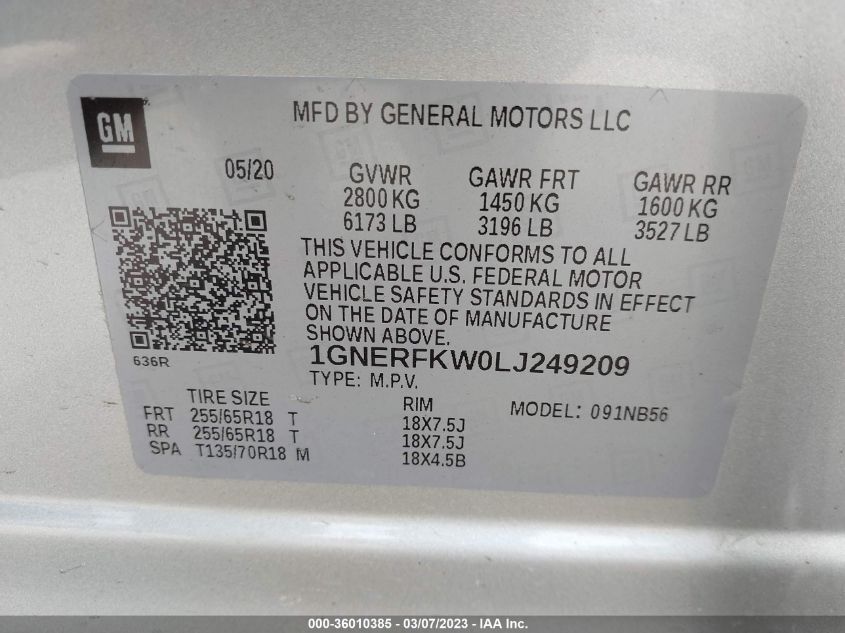 GM
MFD BY GENERAL MOTORS LLC
05/20
GVWR
2800 KG
6173 LB
GAWR FRT
1450 KG
3196 LB
GAWR RR
1600 KG
3527 LB
THIS VEHICLE CONFORMS TO ALL
APPLICABLE U.S. FEDERAL MOTOR
VEHICLE SAFETY STANDARDS IN EFFECT
ON THE DATE OF MANUFACTURE
SHOWN ABOVE.
636R
1GNERFKW0LJ249209
TYPE: M.P.V.
MODEL: 091NB56
TIRE SIZE RIM
FRT 255/65R18 T 18X7.5J
RR 255/65R18 T 18X7.5J
SPA T135/70R18 M 18X4.5B
000-36010385 - 03/07/2023 - IAA Inc.